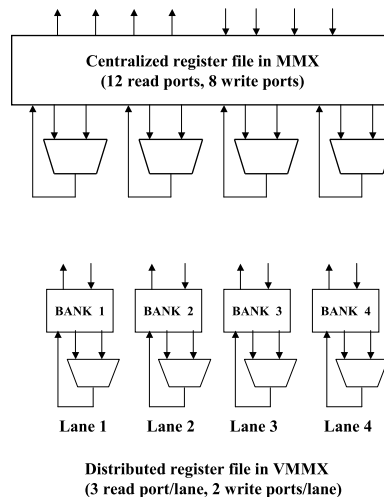 Centralized register file in MMX
(12 read ports, 8 write ports)
BANK 1 BANK 2 BANK 3 BANK 4
Lane 1 Lane 2 Lane 3 Lane 4
Distributed register file in VMMX
(3 read port/lane, 2 write ports/lane)